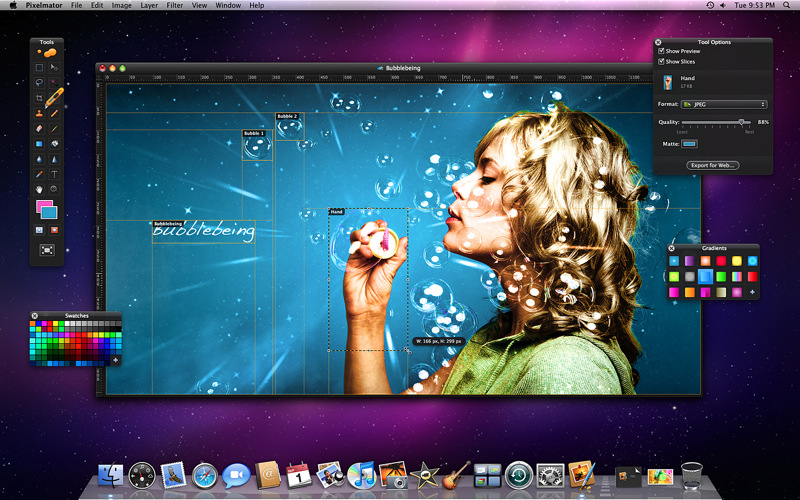 Pixelmator File Edit Image Layer Filter View Window Help
Tue 9:53 PM
Tools
Bubblebeing
Tool Options
Show Preview
Show Slices
Hand
17 KB
Format: JPEG
Quality: 88%
Least Best
Matte:
Export for Web...
Bubble 2
Bubble 1
Bubblebeing
bubblebeing
Hand
W: 166 px, H: 299 px
Gradients
Swatches
1